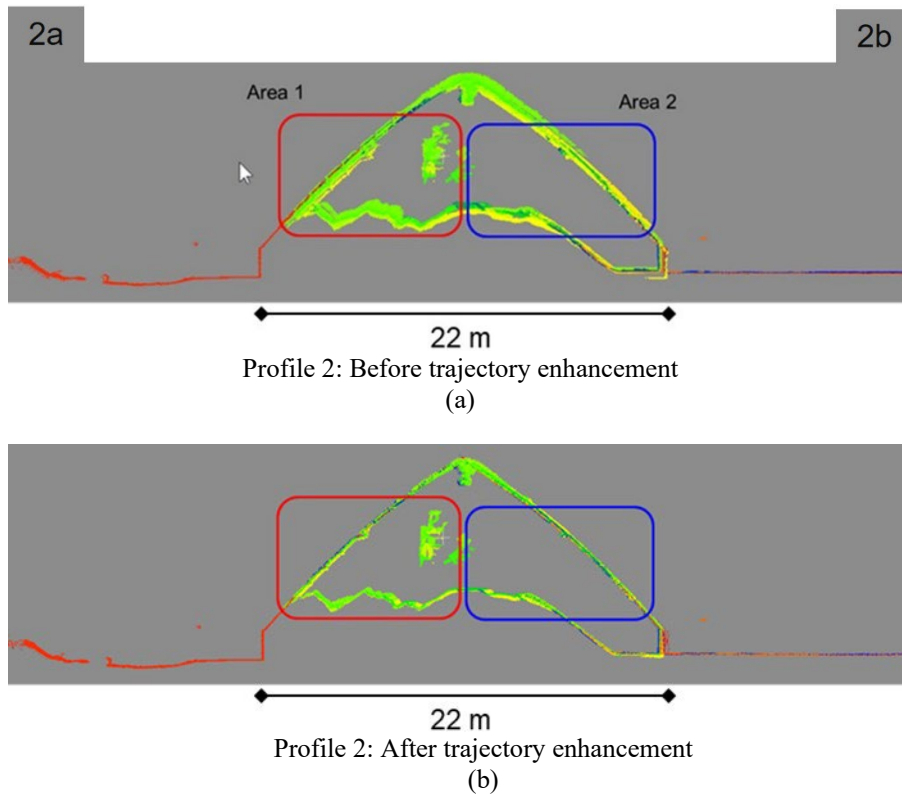 2a
2b
Area 1
Area 2
22 m
Profile 2: Before trajectory enhancement
(a)
22 m
Profile 2: After trajectory enhancement
(b)